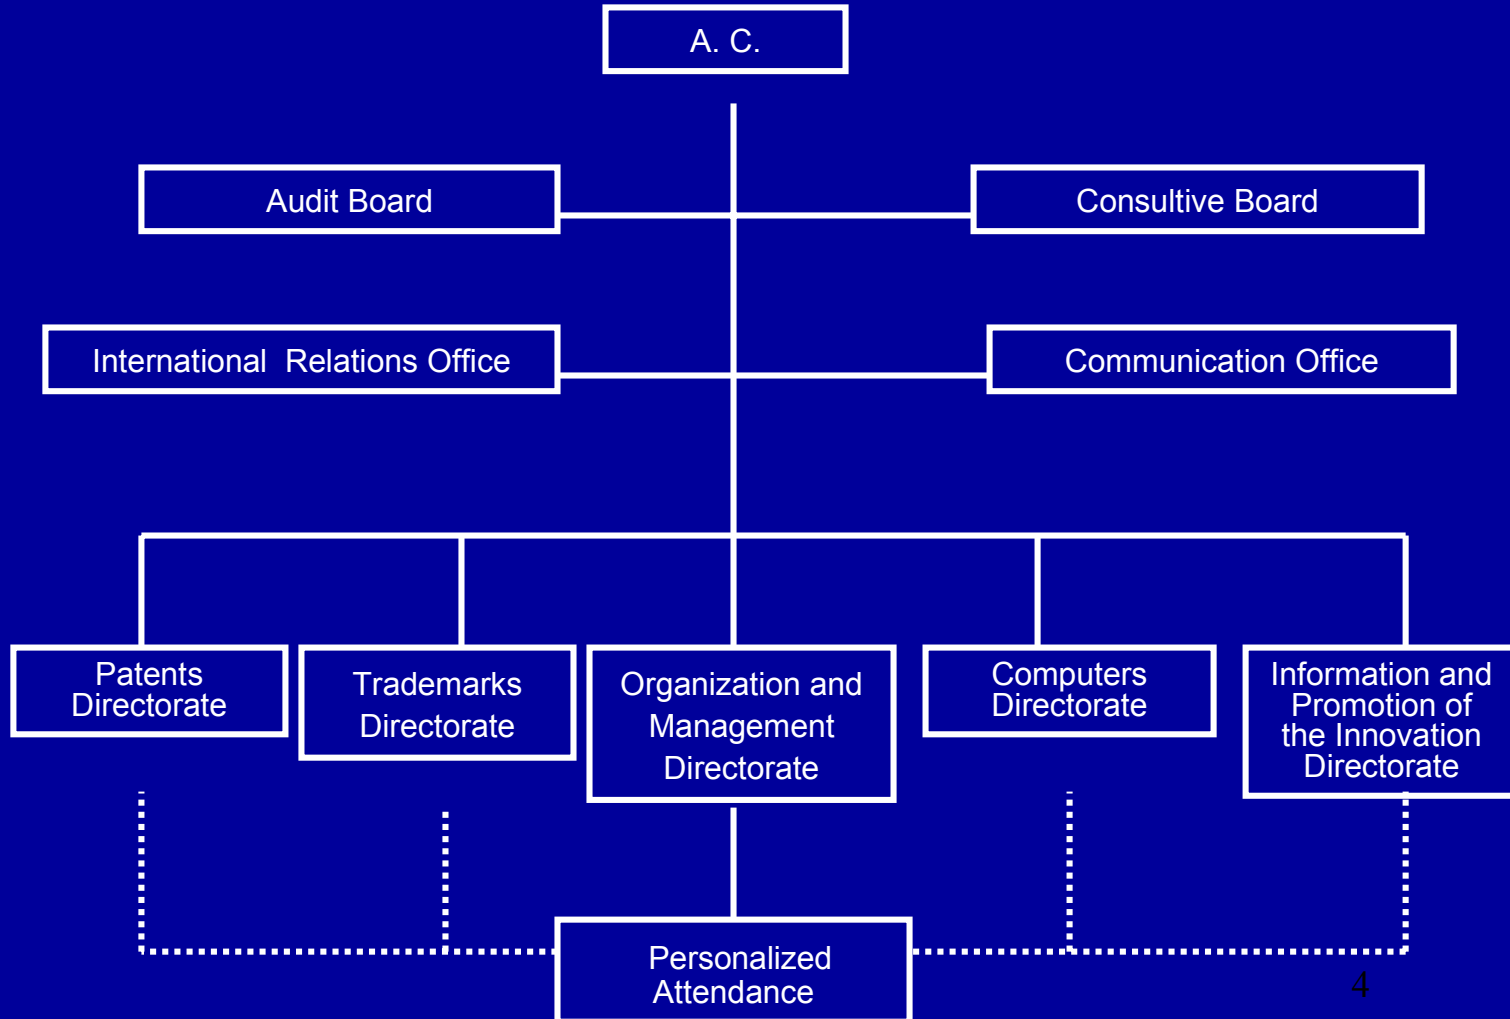 A. C.
Audit Board
Consultive Board
International Relations Office
Communication Office
Patents
Directorate
Trademarks
Directorate
Organization and
Management
Directorate
Computers
Directorate
Information and
Promotion of
the Innovation
Directorate
Personalized
Attendance
4